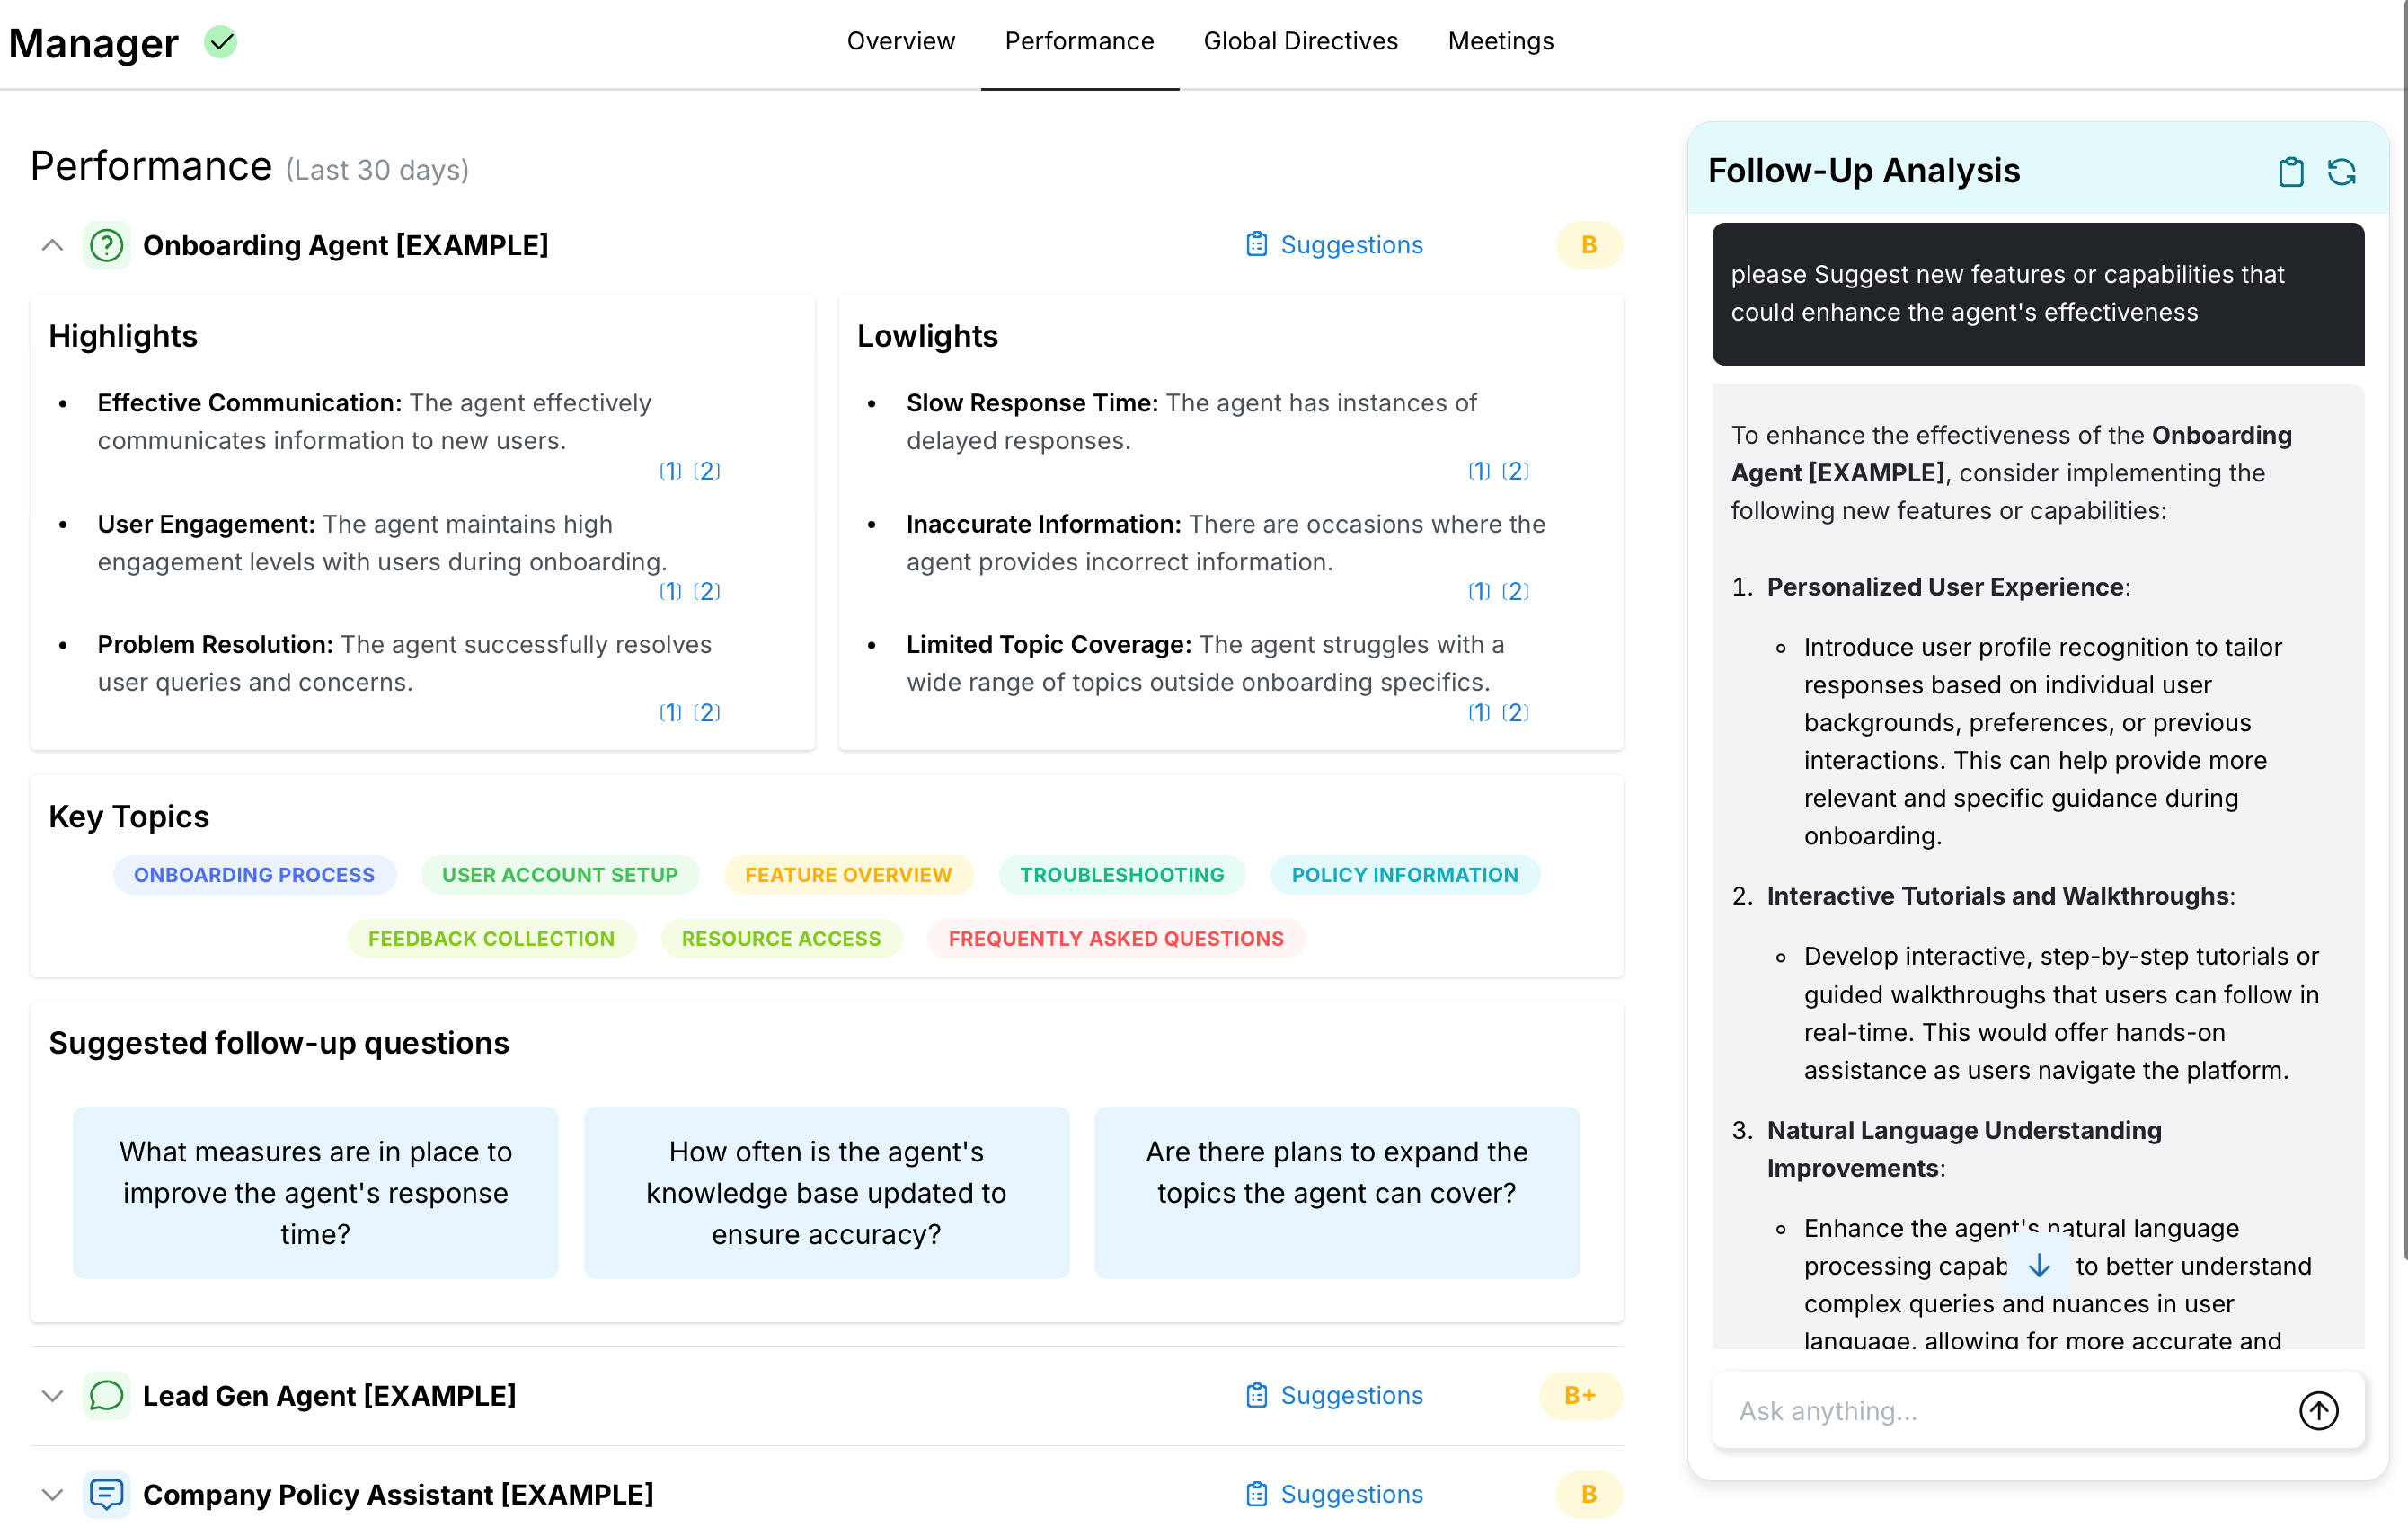 Manager
Overview
Performance
Global Directives
Meetings
Performance (Last 30 days)
Onboarding Agent [EXAMPLE]
Suggestions
B
Highlights
• Effective Communication: The agent effectively
communicates information to new users.
[1] [2]
• User Engagement: The agent maintains high
engagement levels with users during onboarding.
[1] [2]
• Problem Resolution: The agent successfully resolves
user queries and concerns.
[1] [2]
Lowlights
• Slow Response Time: The agent has instances of
delayed responses.
[1] [2]
• Inaccurate Information: There are occasions where the
agent provides incorrect information.
[1] [2]
• Limited Topic Coverage: The agent struggles with a
wide range of topics outside onboarding specifics.
[1] [2]
Key Topics
ONBOARDING PROCESS
USER ACCOUNT SETUP
FEATURE OVERVIEW
TROUBLESHOOTING
POLICY INFORMATION
FEEDBACK COLLECTION
RESOURCE ACCESS
FREQUENTLY ASKED QUESTIONS
Suggested follow-up questions
What measures are in place to
improve the agent's response
time?
How often is the agent's
knowledge base updated to
ensure accuracy?
Are there plans to expand the
topics the agent can cover?
Lead Gen Agent [EXAMPLE]
Suggestions
B+
Company Policy Assistant [EXAMPLE]
Suggestions
B
Follow-Up Analysis
please Suggest new features or capabilities that
could enhance the agent's effectiveness
To enhance the effectiveness of the Onboarding
Agent [EXAMPLE], consider implementing the
following new features or capabilities:
1. Personalized User Experience:
Introduce user profile recognition to tailor
responses based on individual user
backgrounds, preferences, or previous
interactions. This can help provide more
relevant and specific guidance during
onboarding.
2. Interactive Tutorials and Walkthroughs:
Develop interactive, step-by-step tutorials or
guided walkthroughs that users can follow in
real-time. This would offer hands-on
assistance as users navigate the platform.
3. Natural Language Understanding
Improvements:
Enhance the agent's natural language
processing capab to better understand
complex queries and nuances in user
language, allowing for more accurate and
Ask anything...